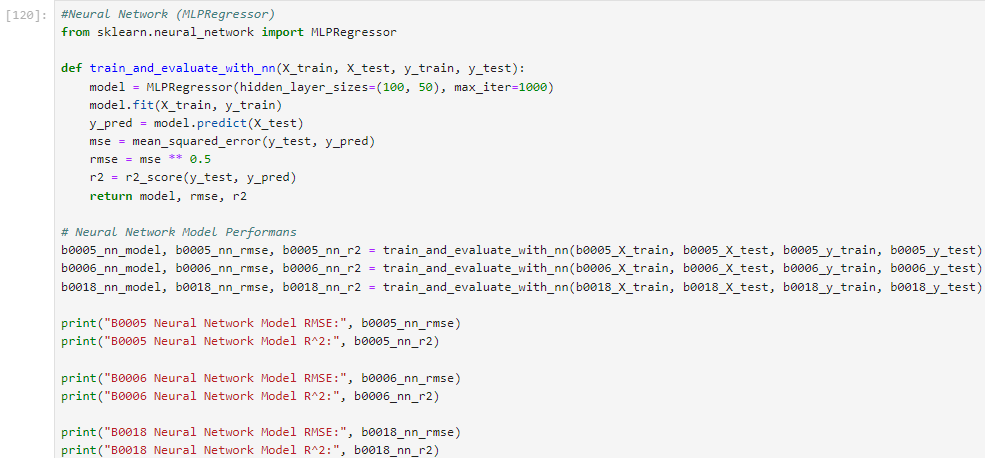 [120]:
#Neural Network (MLPRegressor)
from sklearn.neural_network import MLPRegressor

def train_and_evaluate_with_nn(X_train, X_test, y_train, y_test):
    model = MLPRegressor(hidden_layer_sizes=(100, 50), max_iter=1000)
    model.fit(X_train, y_train)
    y_pred = model.predict(X_test)
    mse = mean_squared_error(y_test, y_pred)
    rmse = mse ** 0.5
    r2 = r2_score(y_test, y_pred)
    return model, rmse, r2

# Neural Network Model Performans
b0005_nn_model, b0005_nn_rmse, b0005_nn_r2 = train_and_evaluate_with_nn(b0005_X_train, b0005_X_test, b0005_y_train, b0005_y_test)
b0006_nn_model, b0006_nn_rmse, b0006_nn_r2 = train_and_evaluate_with_nn(b0006_X_train, b0006_X_test, b0006_y_train, b0006_y_test)
b0018_nn_model, b0018_nn_rmse, b0018_nn_r2 = train_and_evaluate_with_nn(b0018_X_train, b0018_X_test, b0018_y_train, b0018_y_test)

print("B0005 Neural Network Model RMSE:", b0005_nn_rmse)
print("B0005 Neural Network Model R^2:", b0005_nn_r2)

print("B0006 Neural Network Model RMSE:", b0006_nn_rmse)
print("B0006 Neural Network Model R^2:", b0006_nn_r2)

print("B0018 Neural Network Model RMSE:", b0018_nn_rmse)
print("B0018 Neural Network Model R^2:", b0018_nn_r2)